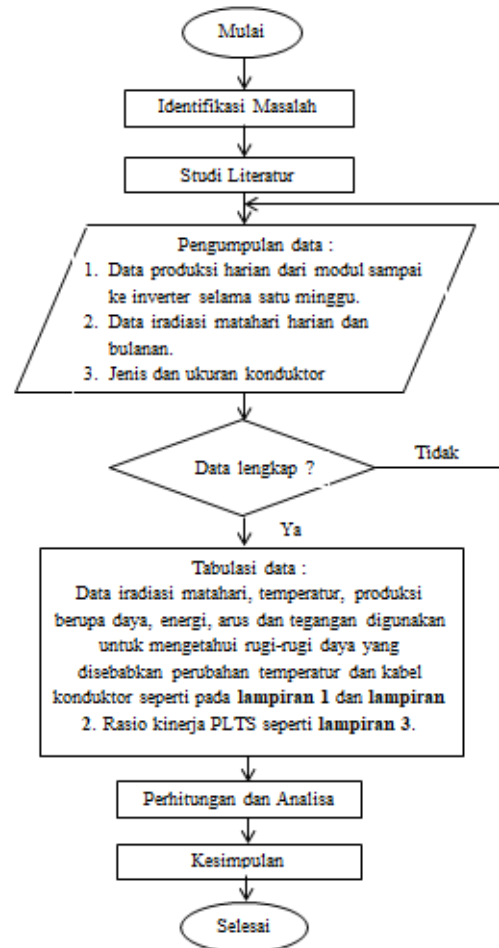 Mulai
Identifikasi Masalah
Studi Literatur
Pengumpulan data :
1. Data produksi harian dari modul sampai
ke inverter selama satu minggu.
2. Data iradiasi matahari harian dan
bulanan.
3. Jenis dan ukuran konduktor
Data lengkap ?
Tidak
Ya
Tabulasi data :
Data iradiasi matahari, temperatur, produksi
berupa daya, energi, arus dan tegangan digunakan
untuk mengetahui rugi-rugi daya yang
disebabkan perubahan temperatur dan kabel
konduktor seperti pada lampiran 1 dan lampiran
2. Rasio kinerja PLTS seperti lampiran 3.
Perhitungan dan Analisa
Kesimpulan
Selesai